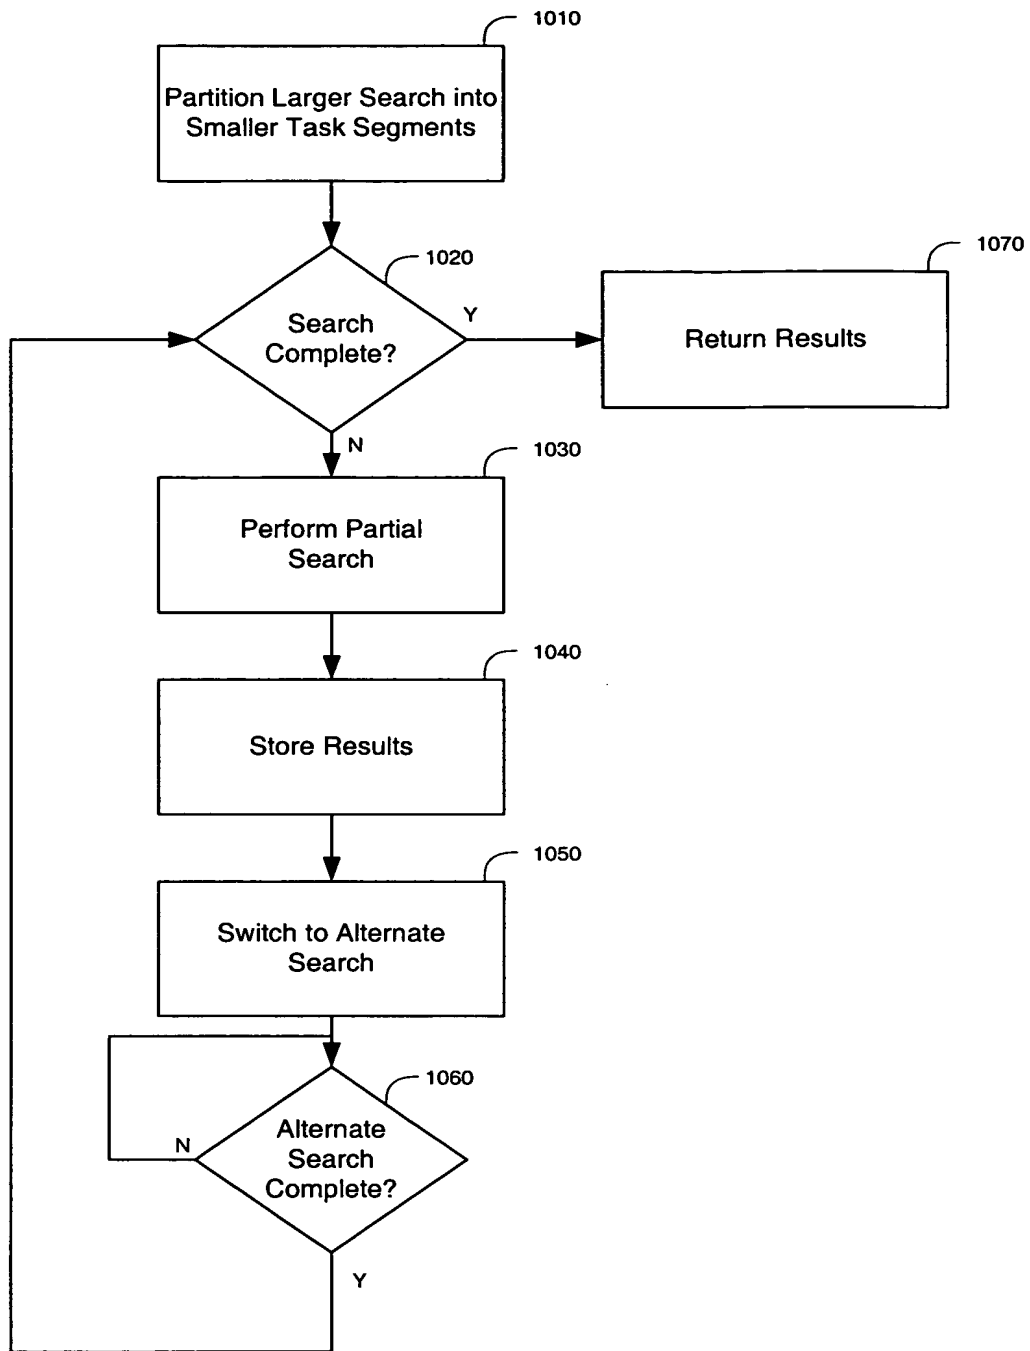 1010
Partition Larger Search into
Smaller Task Segments
1020
Search
Complete?
Y
1070
Return Results
N
1030
Perform Partial
Search
1040
Store Results
1050
Switch to Alternate
Search
1060
Alternate
Search
Complete?
N
Y